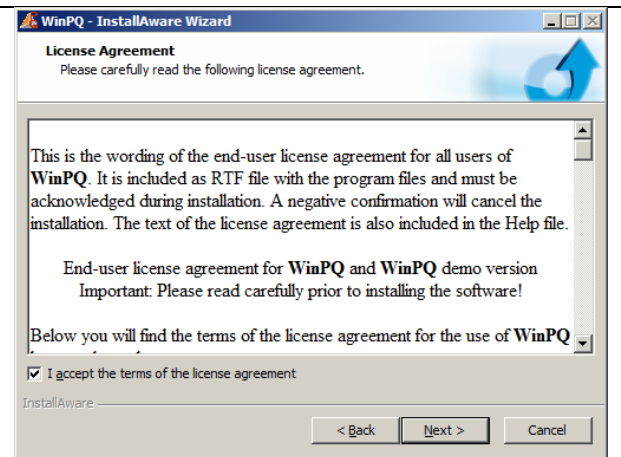 WinPQ - InstallAware Wizard
License Agreement
Please carefully read the following license agreement.
This is the wording of the end-user license agreement for all users of
WinPQ. It is included as RTF file with the program files and must be
acknowledged during installation. A negative confirmation will cancel the
installation. The text of the license agreement is also included in the Help file.
End-user license agreement for WinPQ and WinPQ demo version
Important: Please read carefully prior to installing the software!
Below you will find the terms of the license agreement for the use of WinPQ
I accept the terms of the license agreement
InstallAware
< Back Next > Cancel